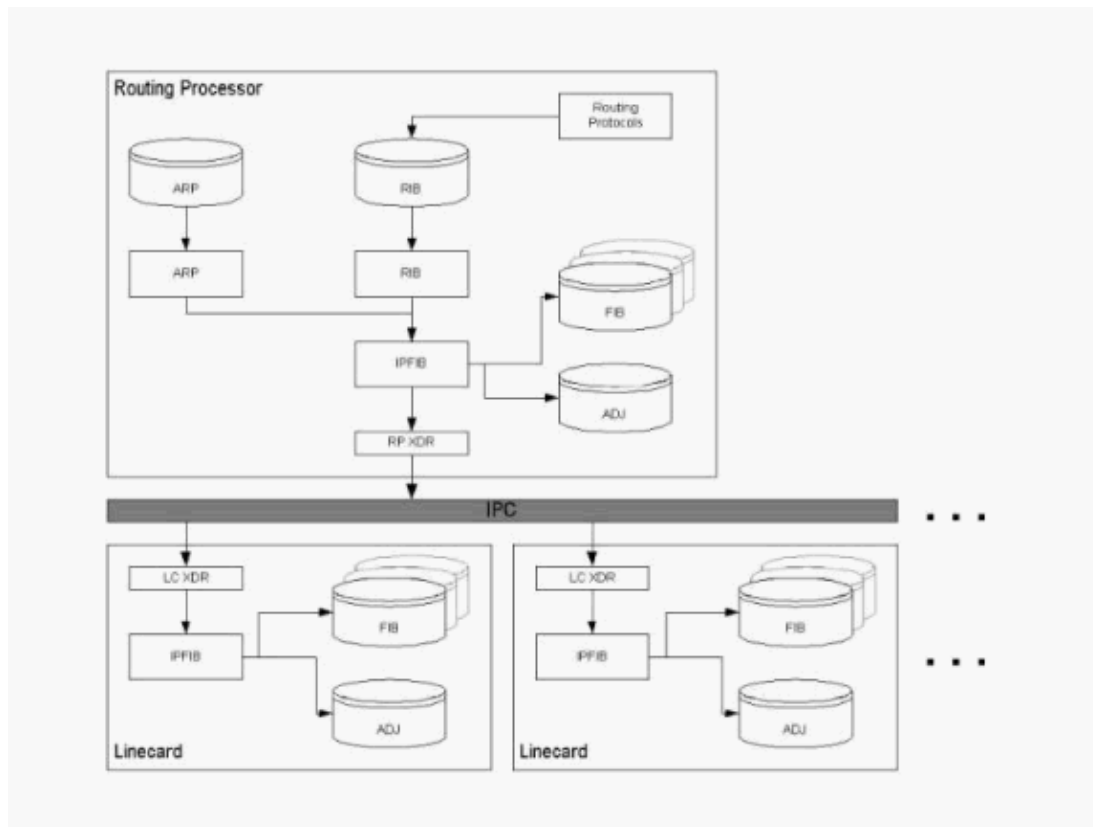 Routing Processor
Routing
Protocols
ARP
RIB
ARP
RIB
FIB
IPFIB
ADJ
RP XDR
IPC
LC XDR
FIB
IPFIB
ADJ
Linecard
LC XDR
FIB
IPFIB
ADJ
Linecard